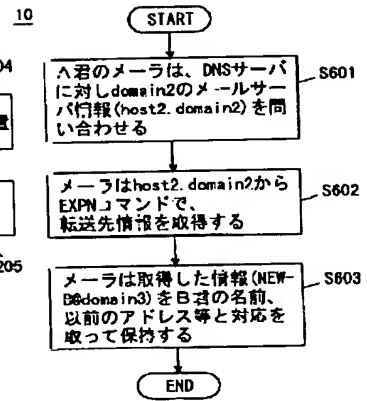 10
START
A君のメーラは、DNSサーバ
に対しdomain2のメールサー
バ情報(host2.domain2)を問
い合わせる
S601
04
置
メーラはhost2.domain2から
EXPNコマンドで、
転送先情報を取得する
S602
205
メーラは取得した情報(NEW-
B@domain3)をB君の名前、
以前のアドレス等と対応を
取って保持する
S603
END